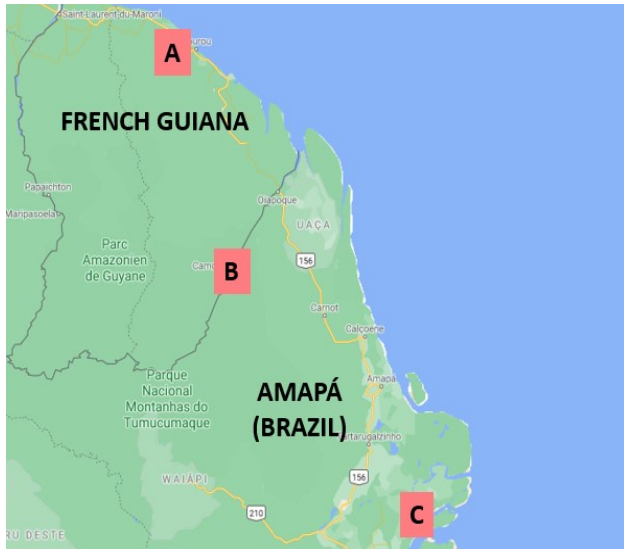 Saint-Laurent-du-Maroni
A
FRENCH GUIANA
Papaichton
Maripasoela
Parc
Amazonien
de Guyane
B
Oiapoque
UAÇA
156
Carnot
Calçoene
Parque
Nacional
Montanhas do
Tumucumaque
AMAPÁ
(BRAZIL)
Amapá
WAIÃPI
156
210
C